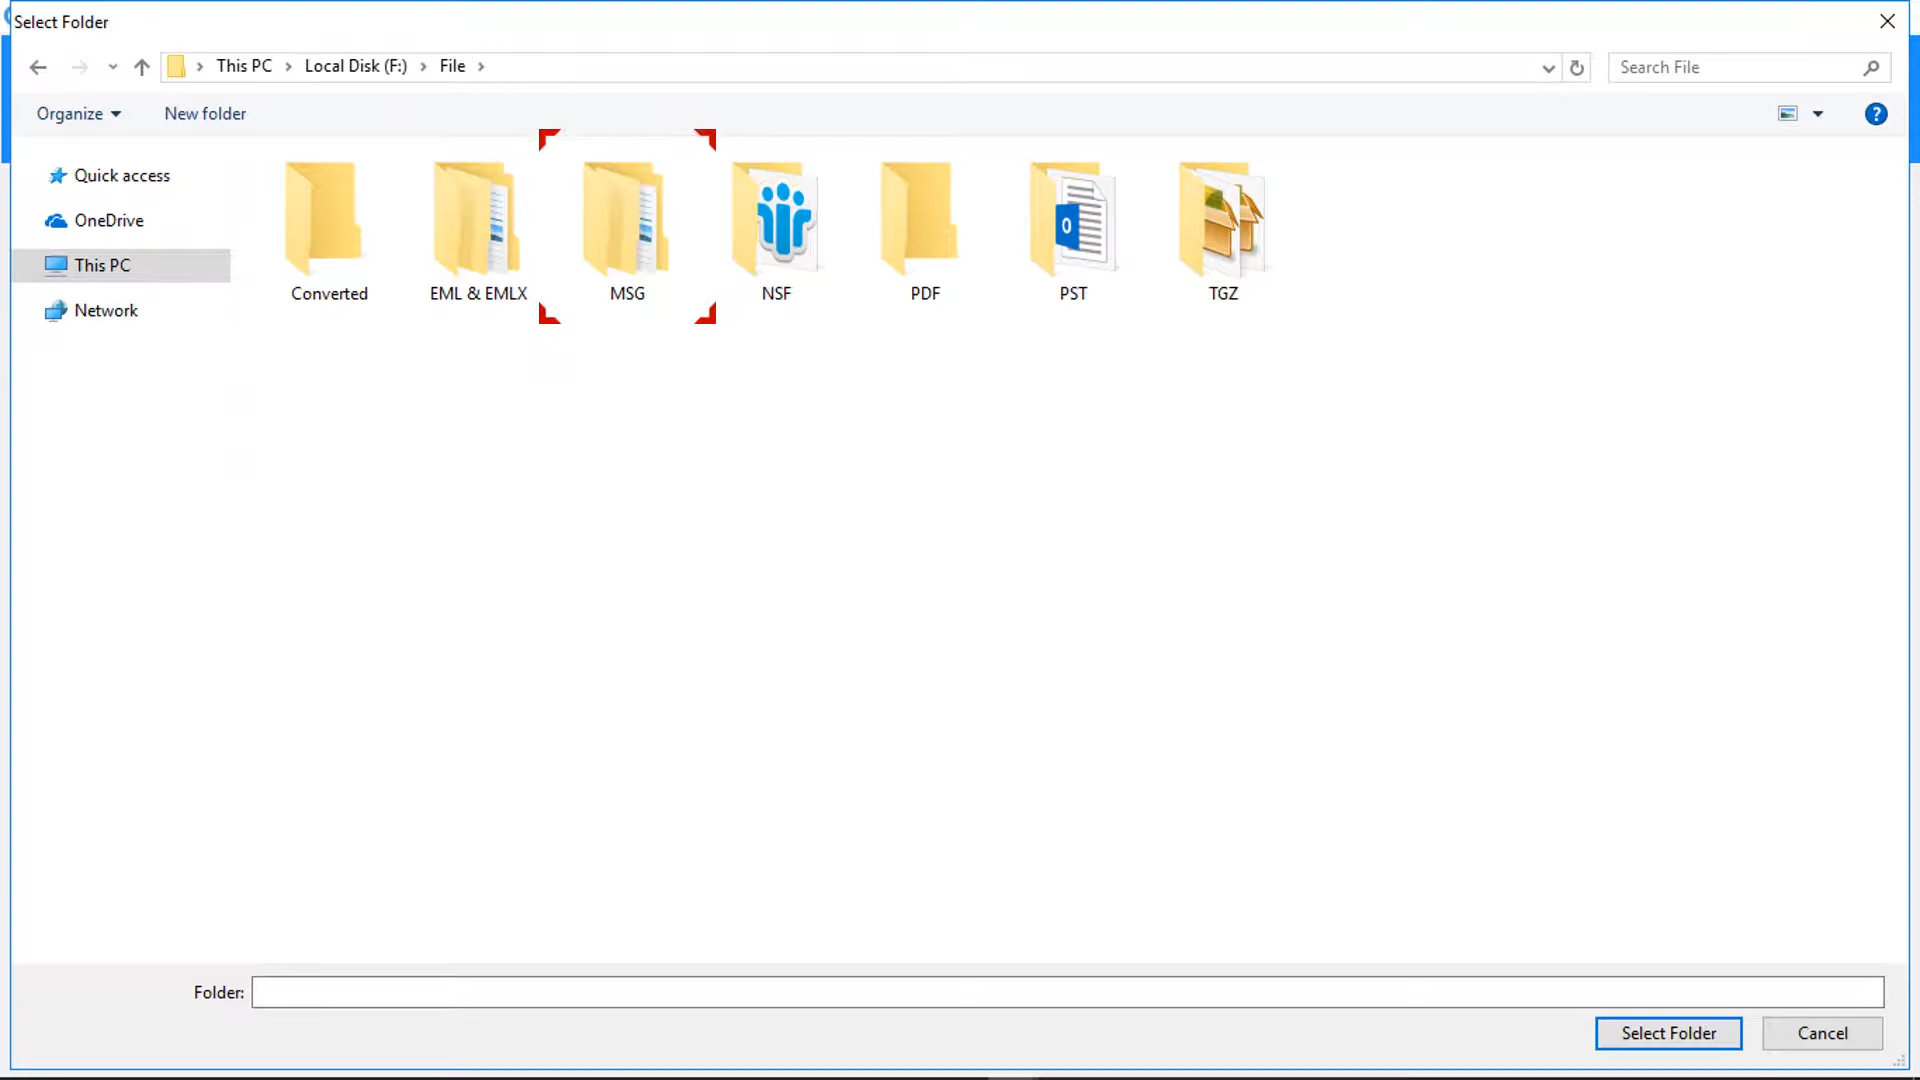 Select Folder
This PC
Local Disk (F:)
File
Search File
Organize
New folder
?
Quick access
OneDrive
This PC
Network
Converted
EML & EMLX
MSG
NSF
PDF
O
PST
TGZ
Folder:
Select Folder
Cancel